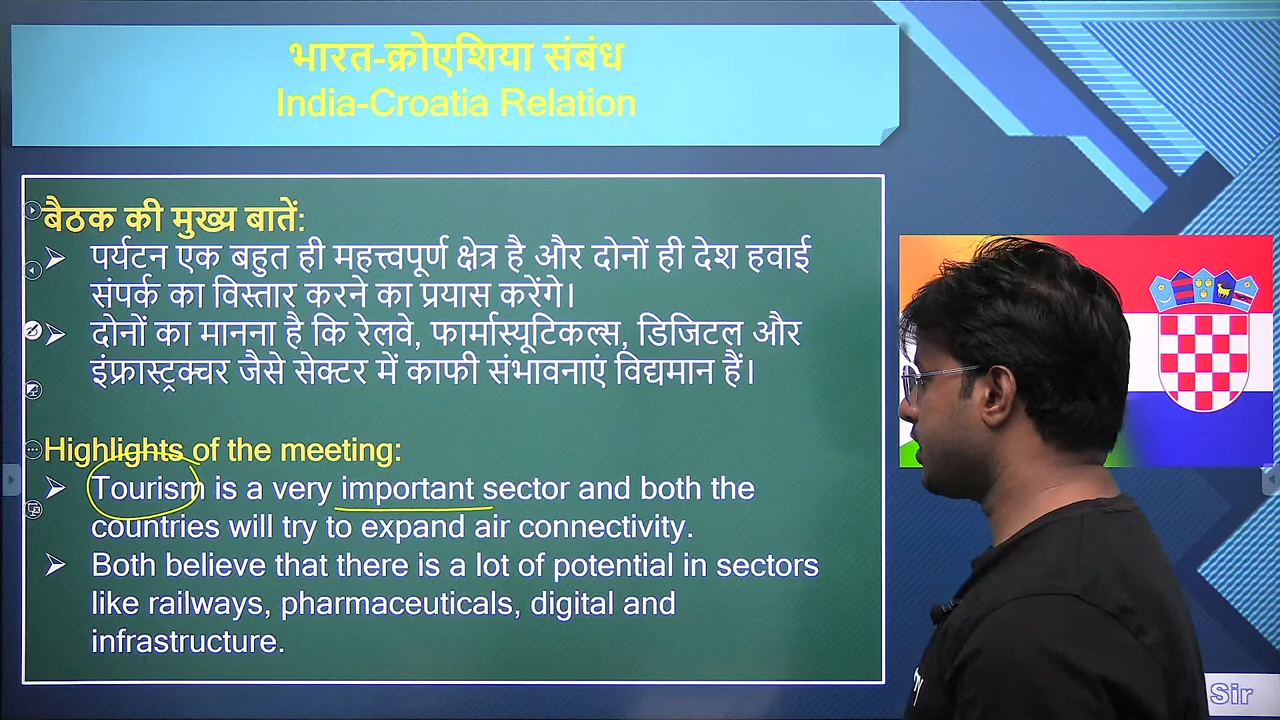 भारत-क्रोएशिया संबंध
India-Croatia Relation
बैठक की मुख्य बातें:
➢ पर्यटन एक बहुत ही महत्त्वपूर्ण क्षेत्र है और दोनों ही देश हवाई
संपर्क का विस्तार करने का प्रयास करेंगे।
➢ दोनों का मानना है कि रेलवे, फार्मास्यूटिकल्स, डिजिटल और
इंफ्रास्ट्रक्चर जैसे सेक्टर में काफी संभावनाएं विद्यमान हैं।
Highlights of the meeting:
➢ Tourism is a very important sector and both the
countries will try to expand air connectivity.
➢ Both believe that there is a lot of potential in sectors
like railways, pharmaceuticals, digital and
infrastructure.
Sir